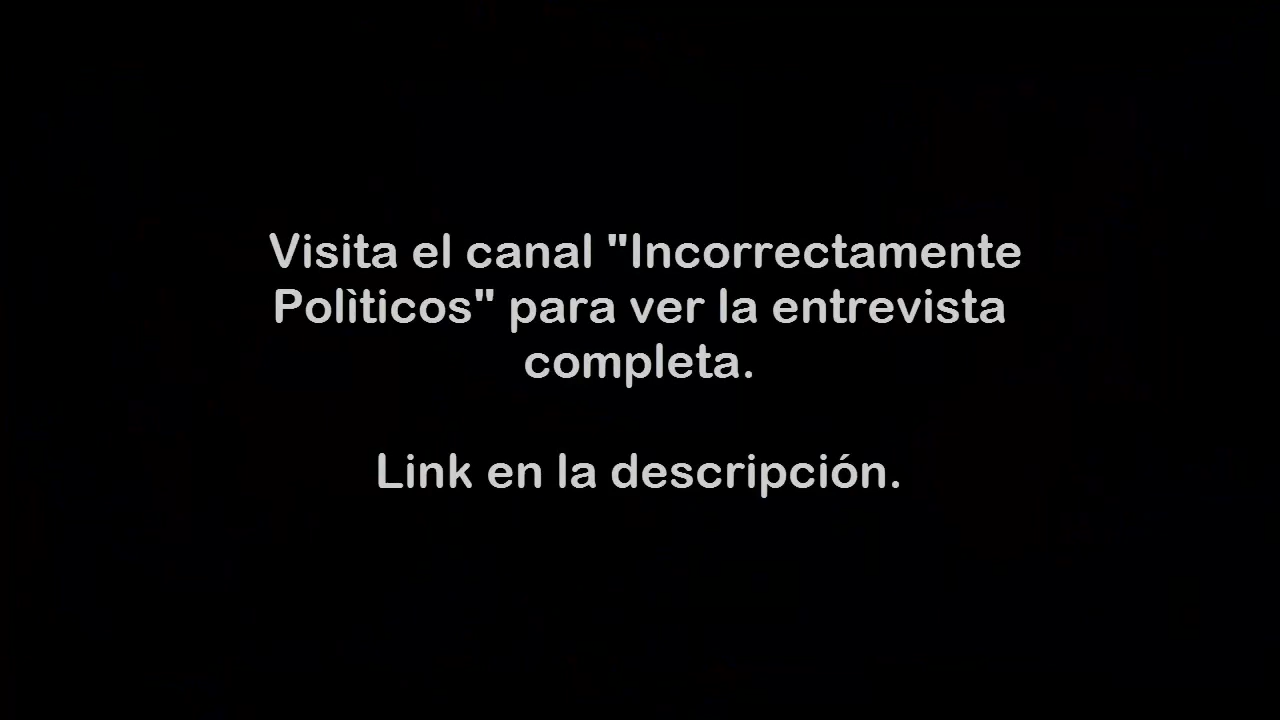 Visita el canal "Incorrectamente
Polìticos" para ver la entrevista
completa.
Link en la descripción.